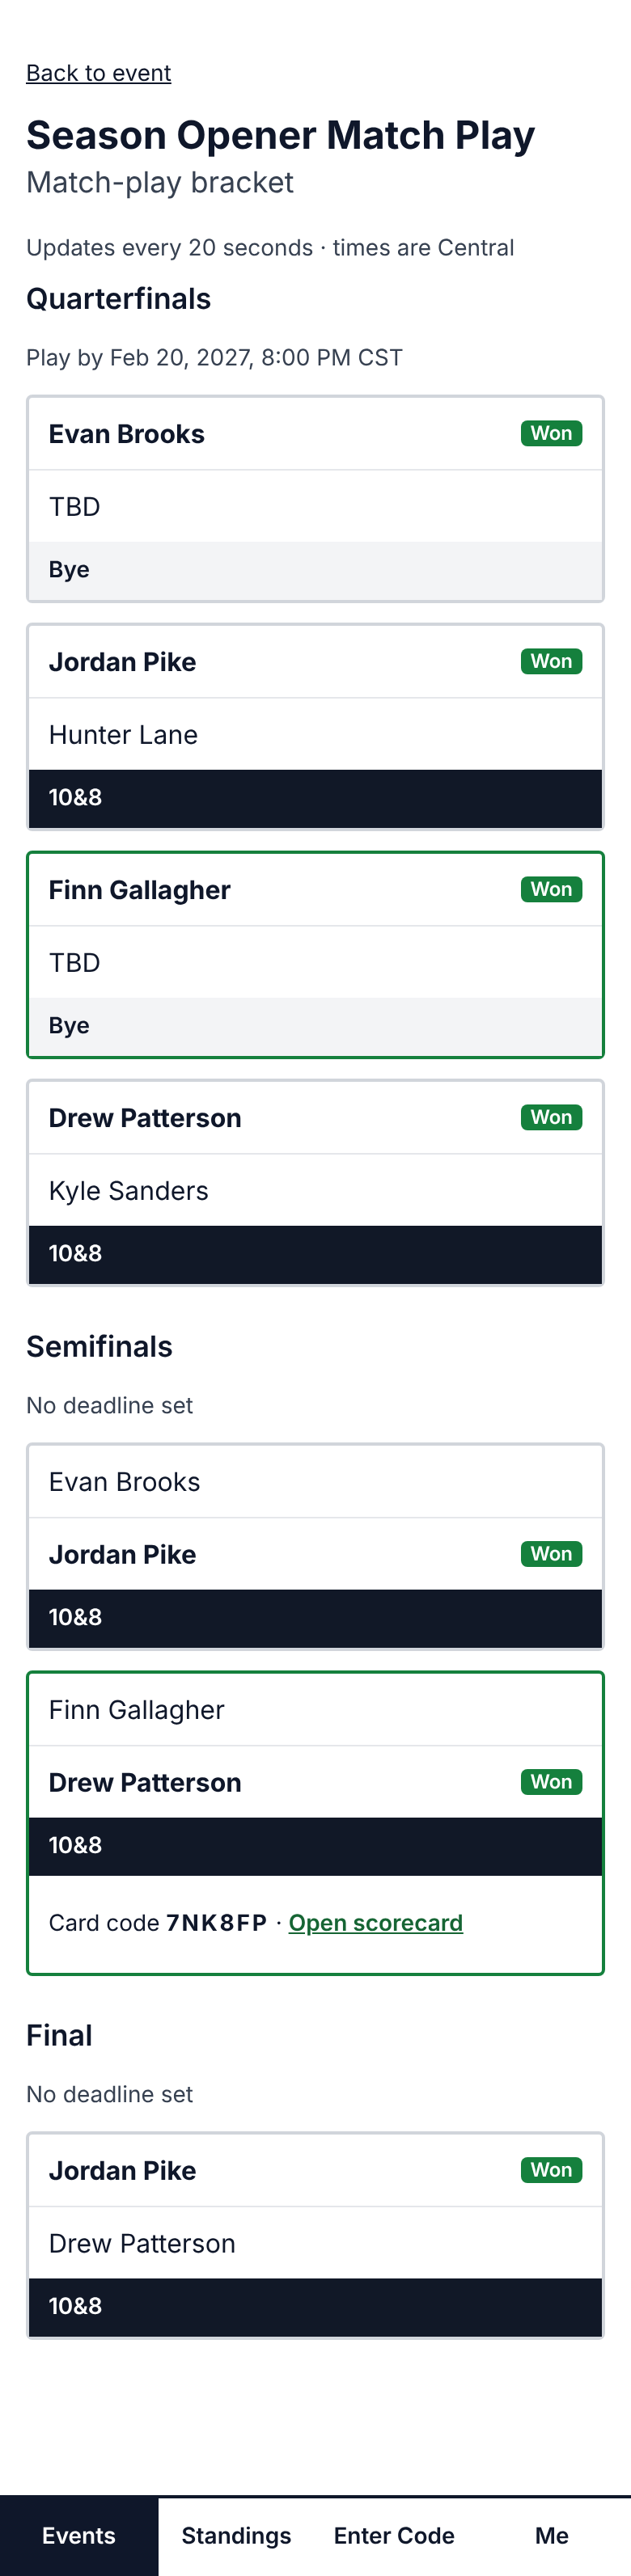 Back to event
Season Opener Match Play
Match-play bracket
Updates every 20 seconds · times are Central
Quarterfinals
Play by Feb 20, 2027, 8:00 PM CST
Evan Brooks Won
TBD
Bye
Jordan Pike Won
Hunter Lane
10&8
Finn Gallagher Won
TBD
Bye
Drew Patterson Won
Kyle Sanders
10&8
Semifinals
No deadline set
Evan Brooks
Jordan Pike Won
10&8
Finn Gallagher
Drew Patterson Won
10&8
Card code 7NK8FP · Open scorecard
Final
No deadline set
Jordan Pike Won
Drew Patterson
10&8
Events Standings Enter Code Me